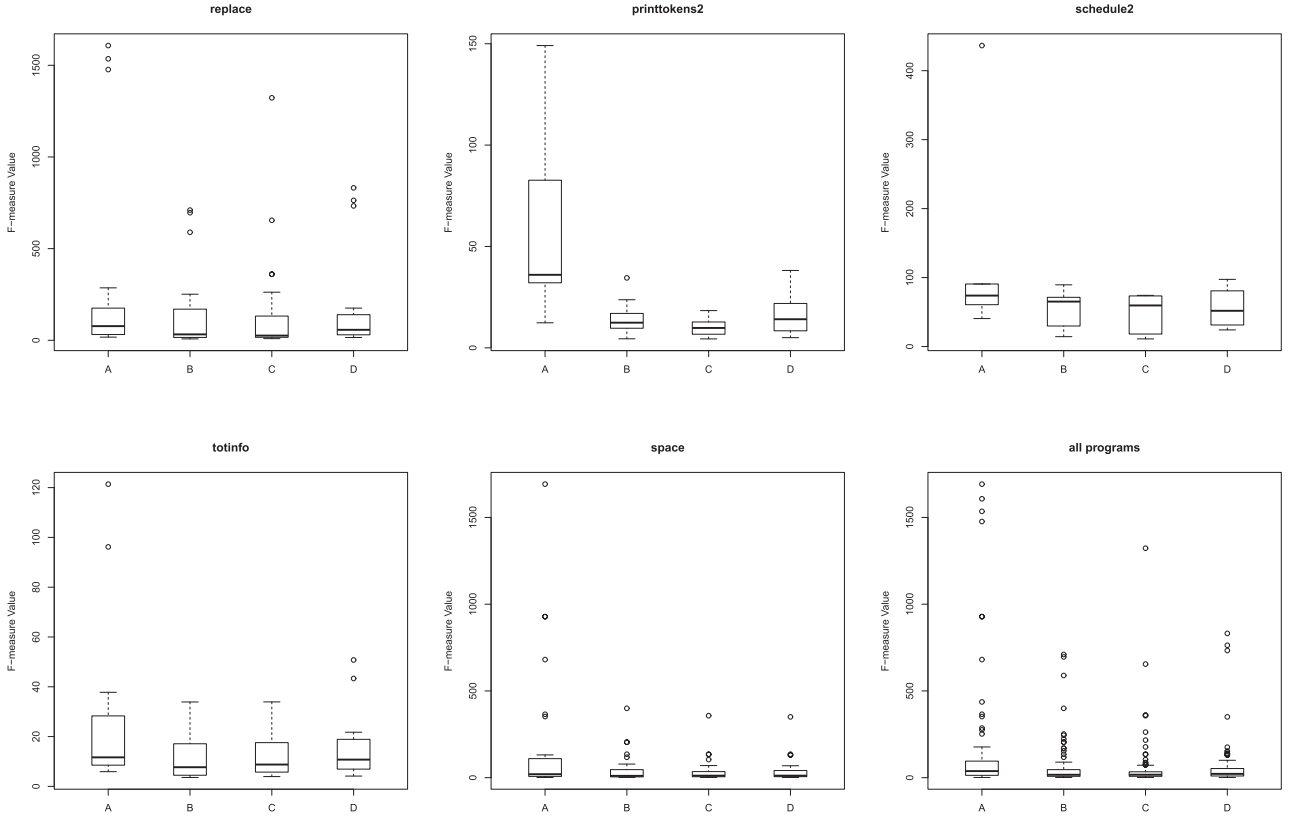 replace
F−measure Value
1500
1000
500
0
A B C D
printtokens2
F−measure Value
150
100
50
0
A B C D
schedule2
F−measure Value
400
300
200
100
0
A B C D
totinfo
F−measure Value
120
100
80
60
40
20
0
A B C D
space
F−measure Value
1500
1000
500
0
A B C D
all programs
F−measure Value
1500
1000
500
0
A B C D